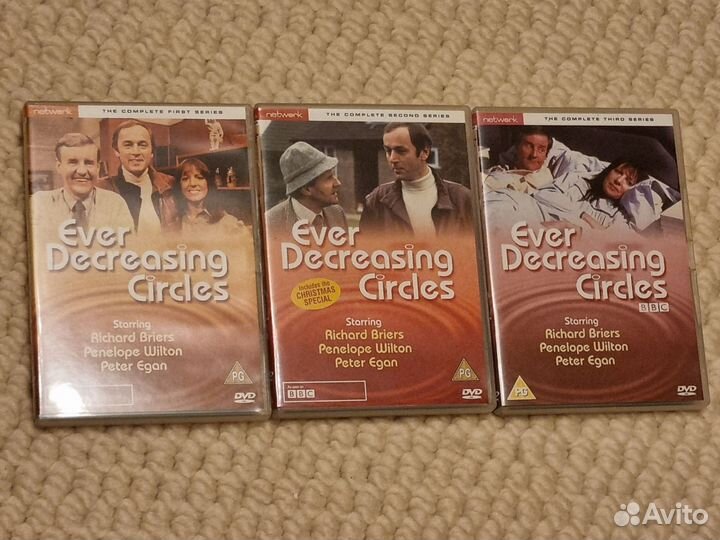 network
THE COMPLETE FIRST SERIES
Ever
Decreasing
Circles
Starring
Richard Briers
Penelope Wilton
Peter Egan
PG
DVD
network
THE COMPLETE SECOND SERIES
Ever
Decreasing
Circles
Includes the
CHRISTMAS
SPECIAL
Starring
Richard Briers
Penelope Wilton
Peter Egan
As seen on
BBC
PG
DVD
network
THE COMPLETE THIRD SERIES
Ever
Decreasing
Circles
BBC
Starring
Richard Briers
Penelope Wilton
Peter Egan
PG
DVD
Avito